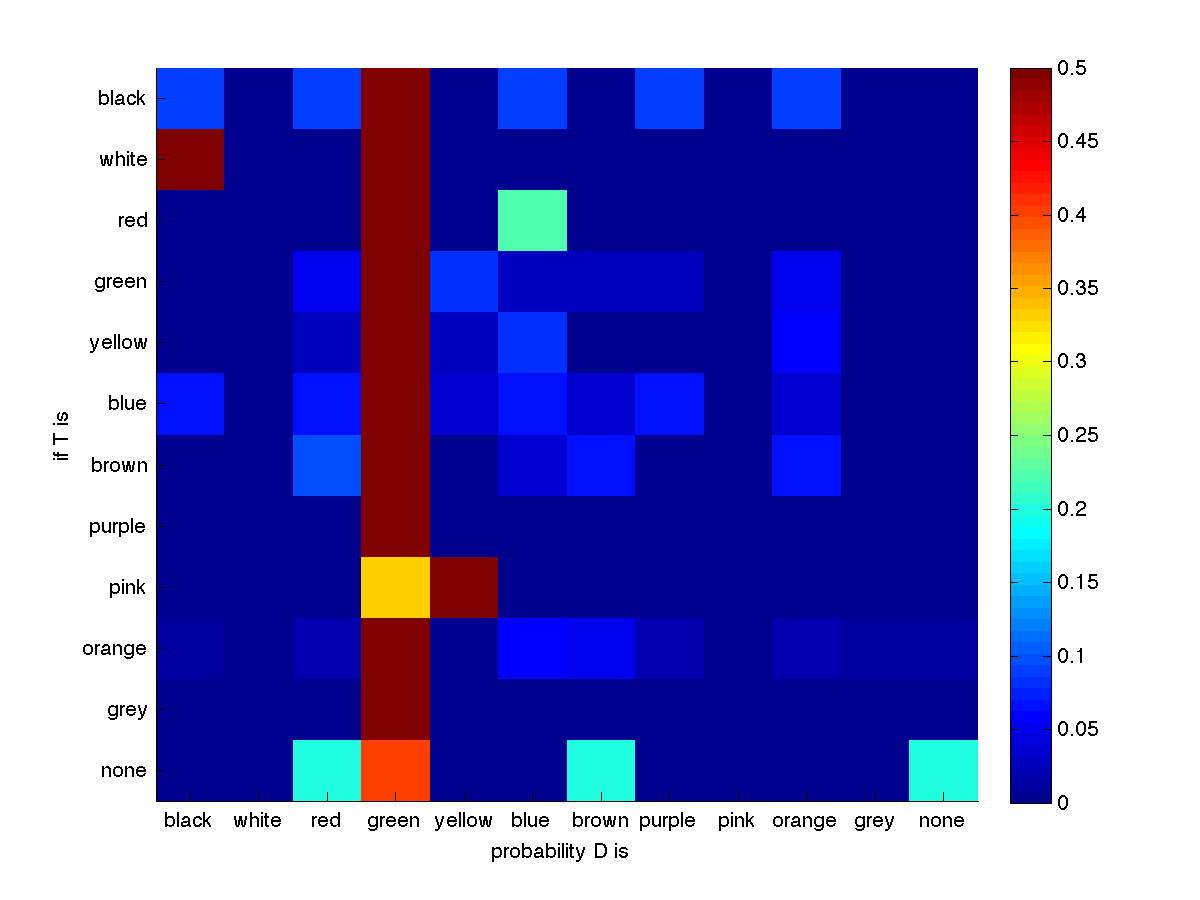 black
white
red
green
yellow
blue
brown
purple
pink
orange
grey
none
if T is
black white red green yellow blue brown purple pink orange grey none
probability D is
0.5
0.45
0.4
0.35
0.3
0.25
0.2
0.15
0.1
0.05
0